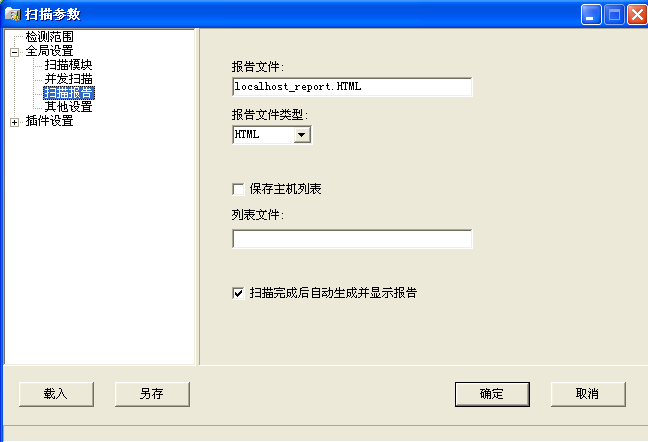 扫描参数
检测范围
全局设置
扫描模块
并发扫描
扫描报告
其他设置
插件设置
报告文件:
localhost_report.HTML
报告文件类型:
HTML
保存主机列表
列表文件:
扫描完成后自动生成并显示报告
载入
另存
确定
取消